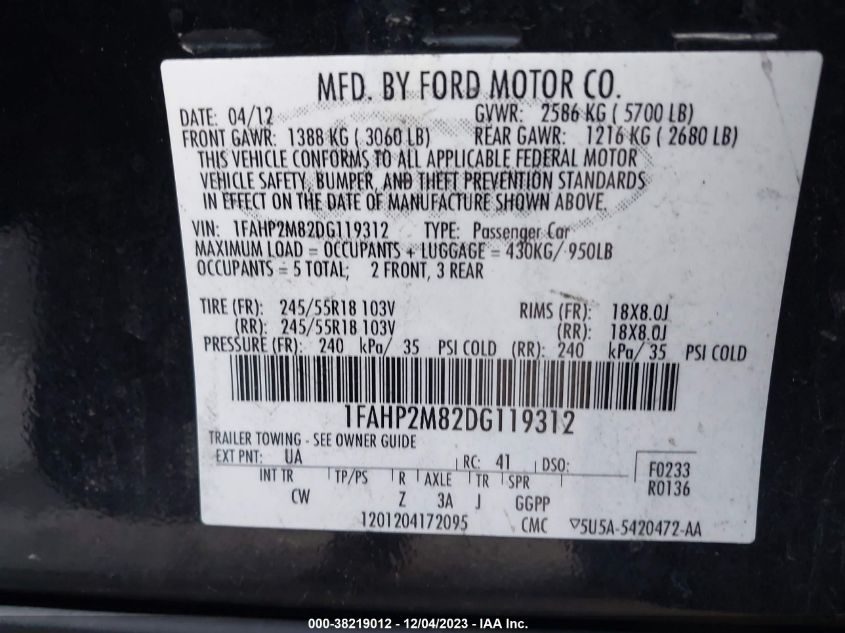 MFD. BY FORD MOTOR CO.
DATE: 04/12 GVWR: 2586 KG ( 5700 LB)
FRONT GAWR: 1388 KG ( 3060 LB) REAR GAWR: 1216 KG ( 2680 LB)
THIS VEHICLE CONFORMS TO ALL APPLICABLE FEDERAL MOTOR
VEHICLE SAFETY, BUMPER, AND THEFT PREVENTION STANDARDS
IN EFFECT ON THE DATE OF MANUFACTURE SHOWN ABOVE.
VIN: 1FAHP2M82DG119312 TYPE: Passenger Car
MAXIMUM LOAD = OCCUPANTS + LUGGAGE = 430KG/ 950LB
OCCUPANTS = 5 TOTAL; 2 FRONT, 3 REAR
TIRE (FR): 245/55R18 103V RIMS (FR): 18X8.0J
(RR): 245/55R18 103V (RR): 18X8.0J
PRESSURE (FR): 240 kPa/ 35 PSI COLD (RR): 240 kPa/ 35 PSI COLD
1FAHP2M82DG119312
TRAILER TOWING - SEE OWNER GUIDE
EXT PNT: UA RC: 41 DSO: F0233
INT TR TP/PS R AXLE TR SPR R0136
CW Z 3A J GGPP
1201204172095 CMC ▽5U5A-5420472-AA
000-38219012 - 12/04/2023 - IAA Inc.